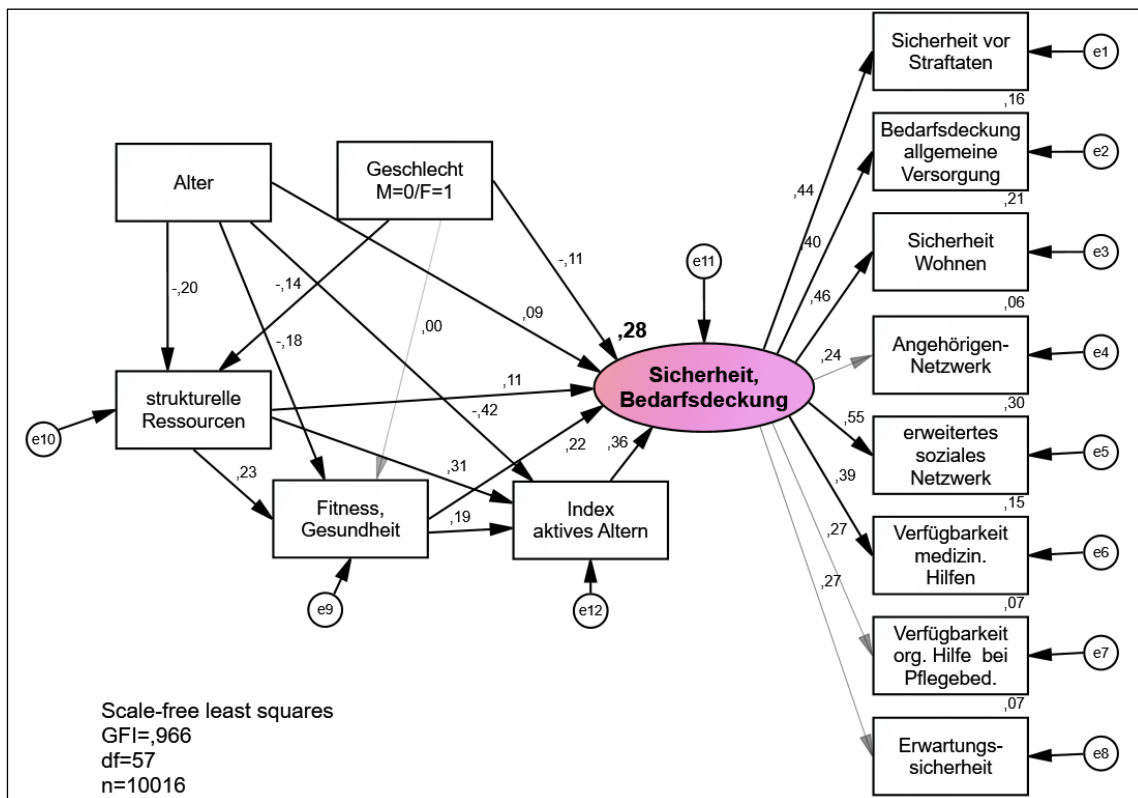 Sicherheit vor
Straftaten
e1
,16
Bedarfsdeckung
allgemeine
Versorgung
e2
,21
Alter
Geschlecht
M=0/F=1
,44
,40
Sicherheit
Wohnen
e3
,06
e11
-,11
-,20
-,14
,09
-,18
,00
,46
,28
,24
Angehörigen-
Netzwerk
e4
,30
Sicherheit,
Bedarfsdeckung
strukturelle
Ressourcen
e10
,11
-,42
,22
,36
,55
erweitertes
soziales
Netzwerk
e5
,15
,23
,31
,39
Fitness,
Gesundheit
,19
Index
aktives Altern
,27
Verfügbarkeit
medizin.
Hilfen
e6
,07
e9
e12
,27
Verfügbarkeit
org. Hilfe bei
Pflegebed.
e7
,07
Erwartungs-
sicherheit
e8
Scale-free least squares
GFI=,966
df=57
n=10016